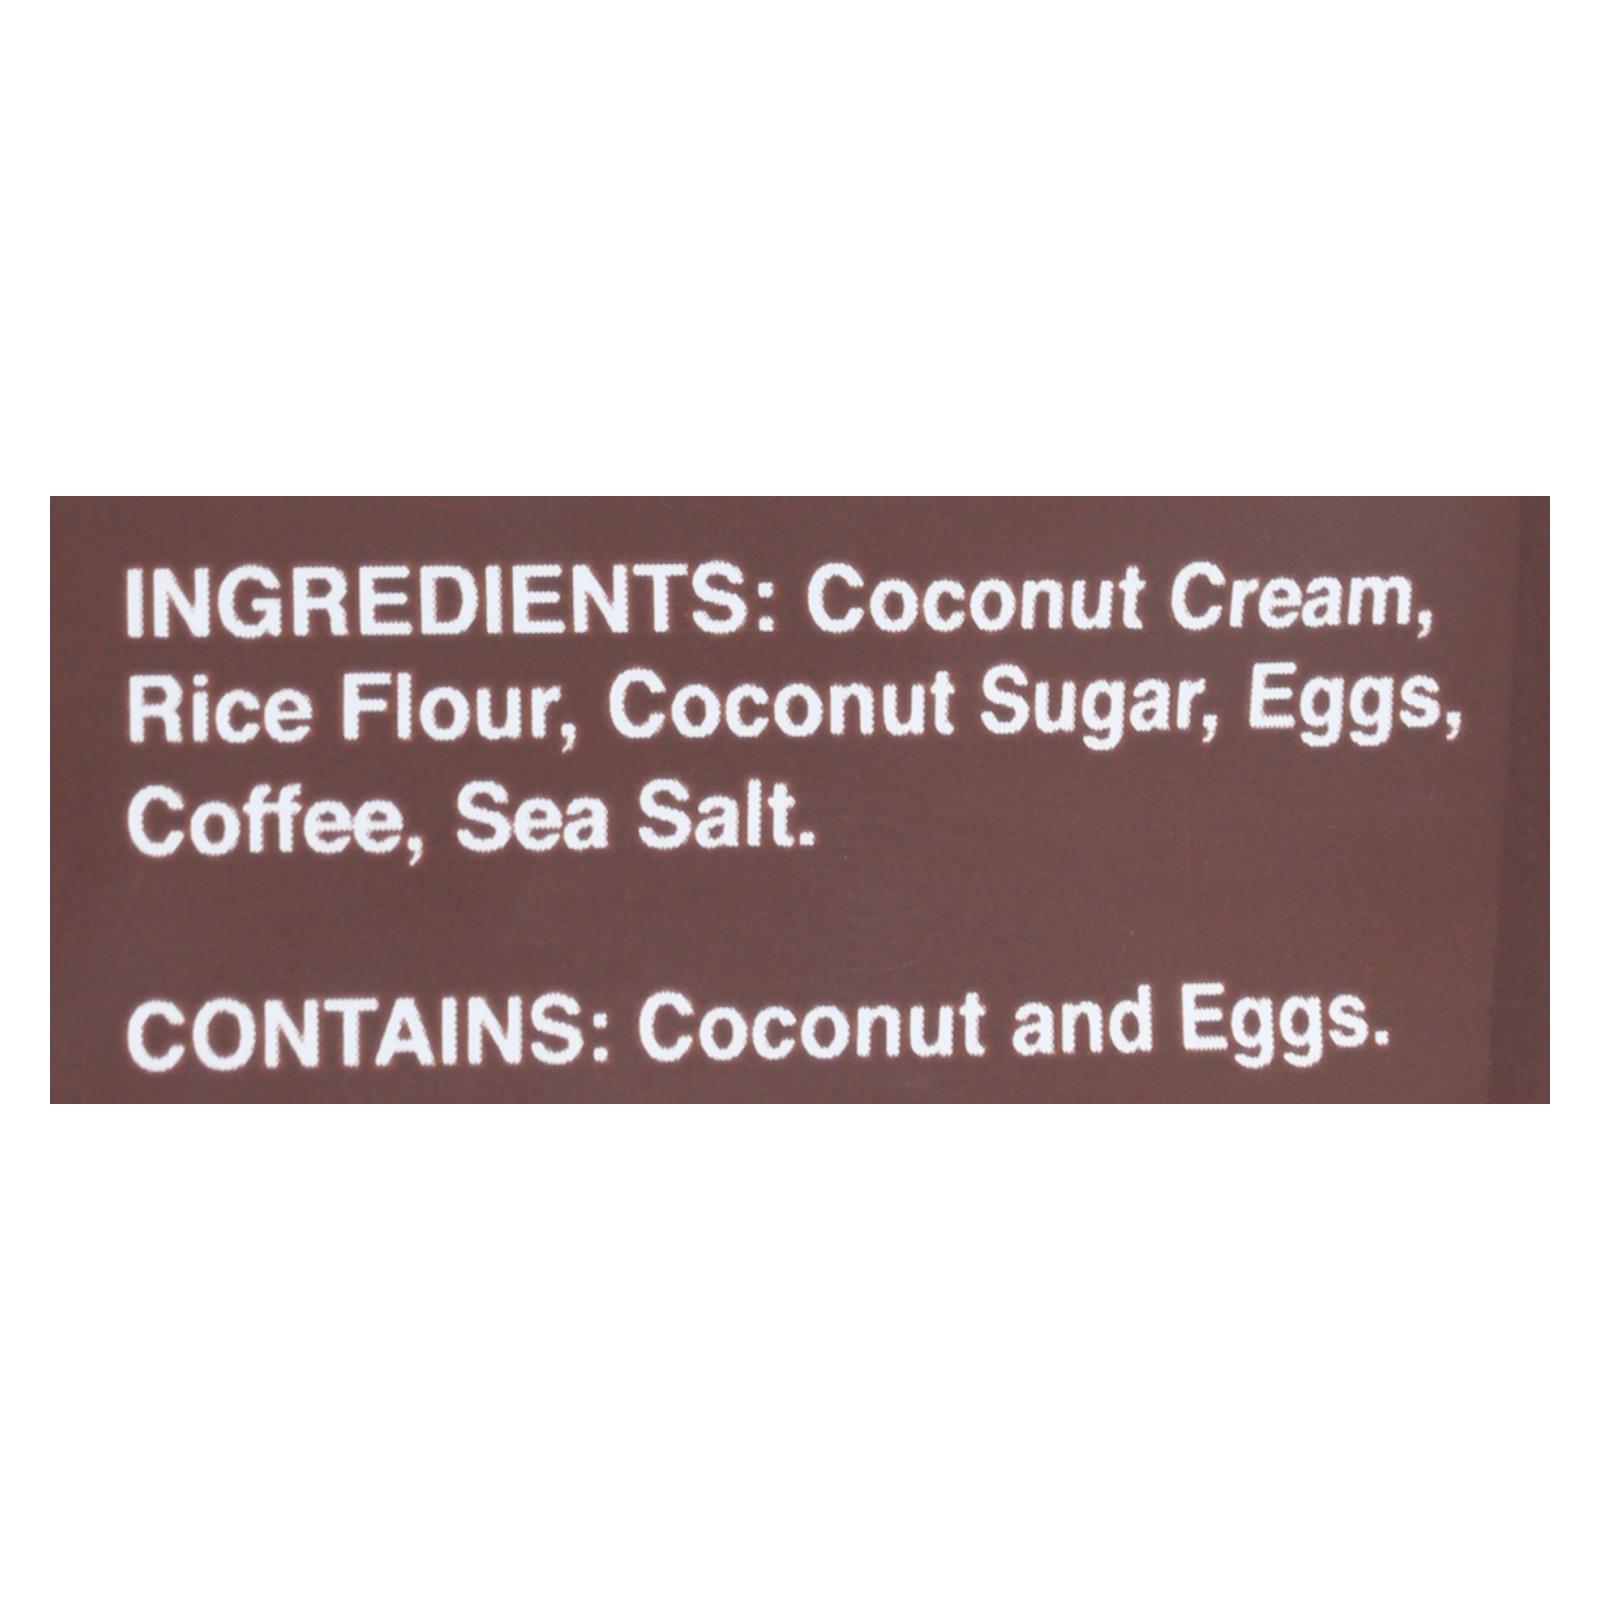 INGREDIENTS: Coconut Cream,
Rice Flour, Coconut Sugar, Eggs,
Coffee, Sea Salt.
CONTAINS: Coconut and Eggs.